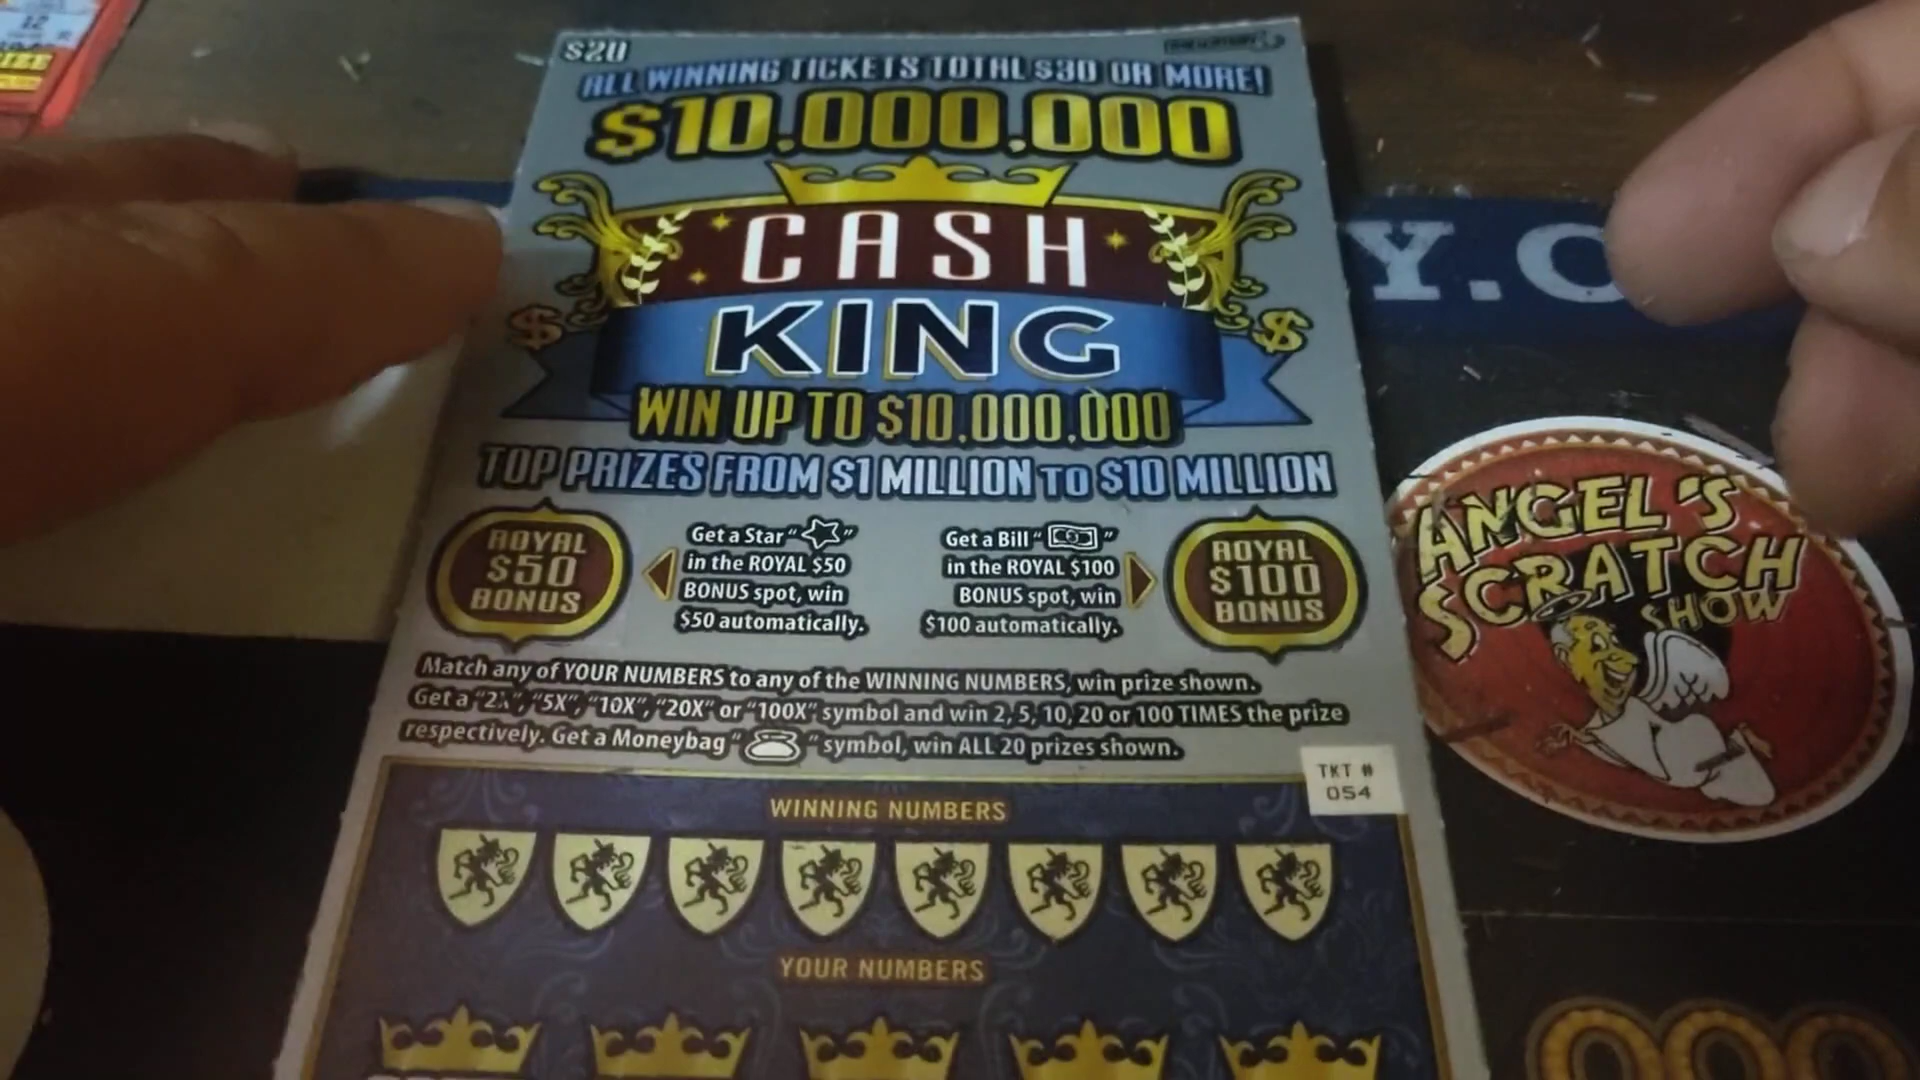 12
IZE
$20
ALL WINNING TICKETS TOTAL $30 OR MORE!
$10,000,000
CASH
KING
WIN UP TO $10,000,000
TOP PRIZES FROM $1 MILLION TO $10 MILLION
ROYAL
$50
BONUS
Get a Star “ ”
in the ROYAL $50
BONUS spot, win
$50 automatically.
Get a Bill “ ”
in the ROYAL $100
BONUS spot, win
$100 automatically.
ROYAL
$100
BONUS
Match any of YOUR NUMBERS to any of the WINNING NUMBERS, win prize shown.
Get a “2X”, “5X”, “10X”, “20X” or “100X” symbol and win 2, 5, 10, 20 or 100 TIMES the prize
respectively. Get a Moneybag “ ” symbol, win ALL 20 prizes shown.
TKT #
054
WINNING NUMBERS
YOUR NUMBERS
Y.C
ANGEL'S
SCRATCH
SHOW
000